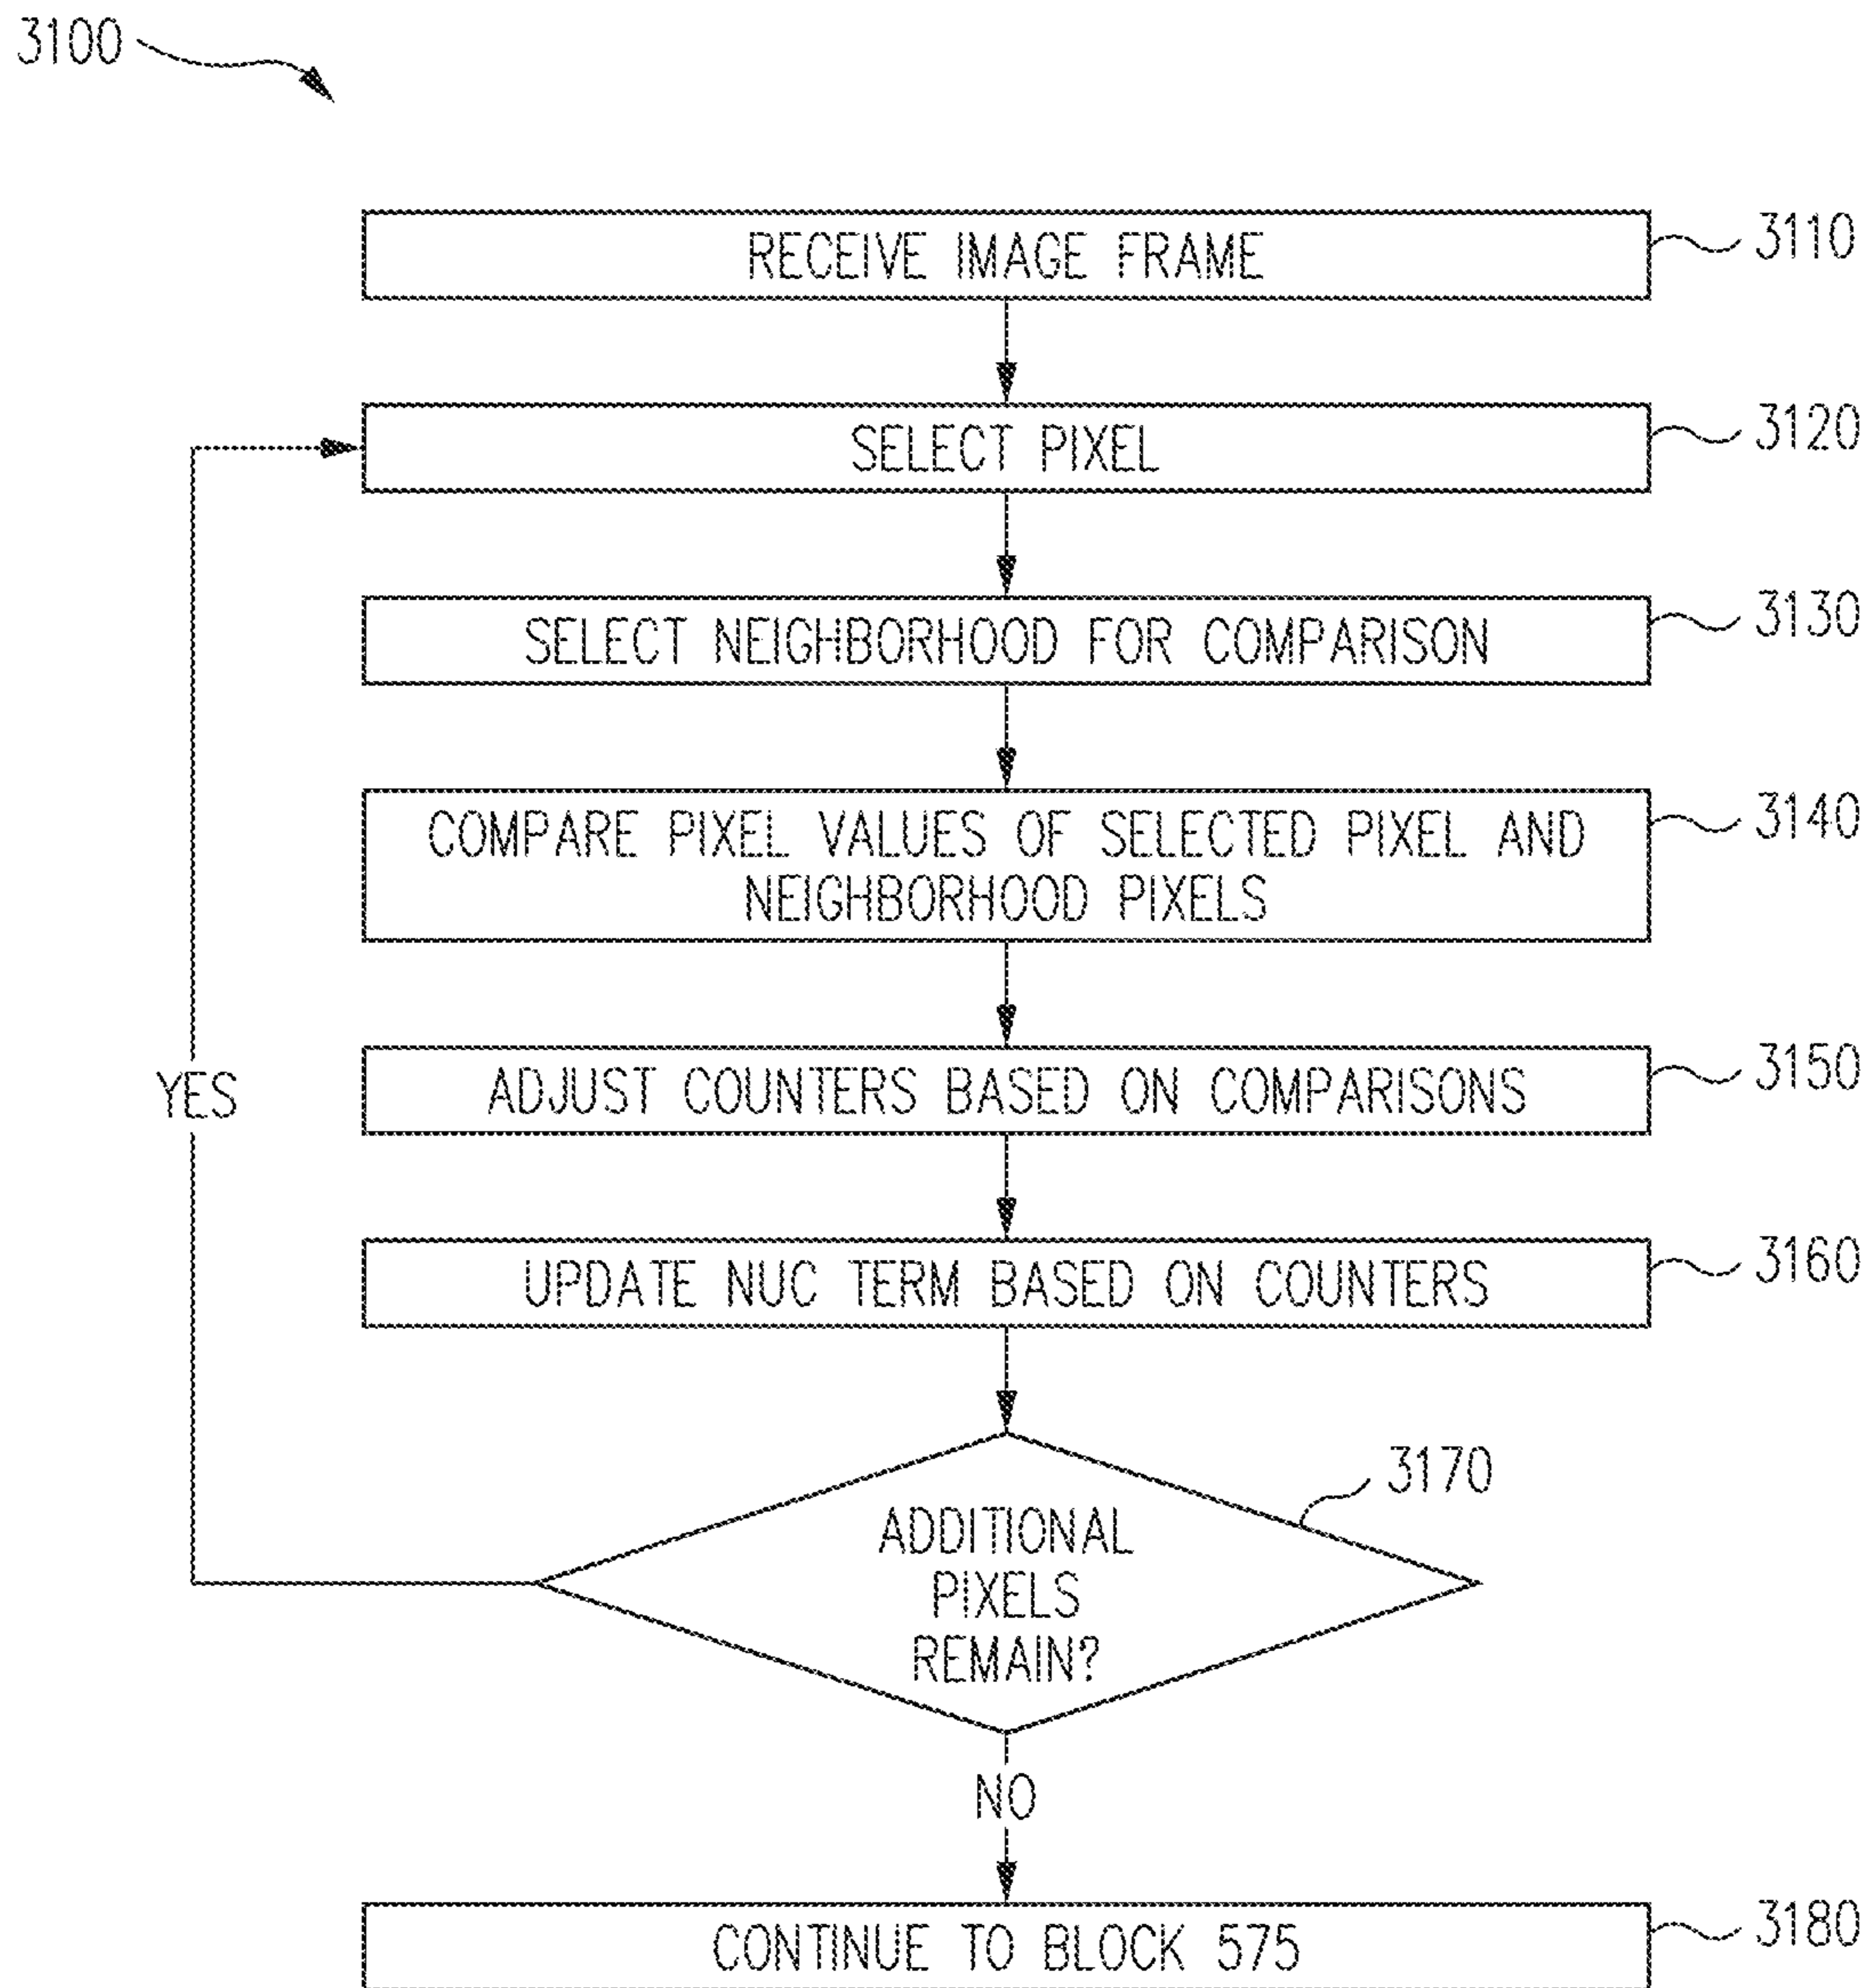 3100
RECEIVE IMAGE FRAME
3110
SELECT PIXEL
3120
SELECT NEIGHBORHOOD FOR COMPARISON
3130
COMPARE PIXEL VALUES OF SELECTED PIXEL AND
NEIGHBORHOOD PIXELS
3140
ADJUST COUNTERS BASED ON COMPARISONS
3150
YES
UPDATE NUC TERM BASED ON COUNTERS
3160
3170
ADDITIONAL
PIXELS
REMAIN?
NO
CONTINUE TO BLOCK 575
3180